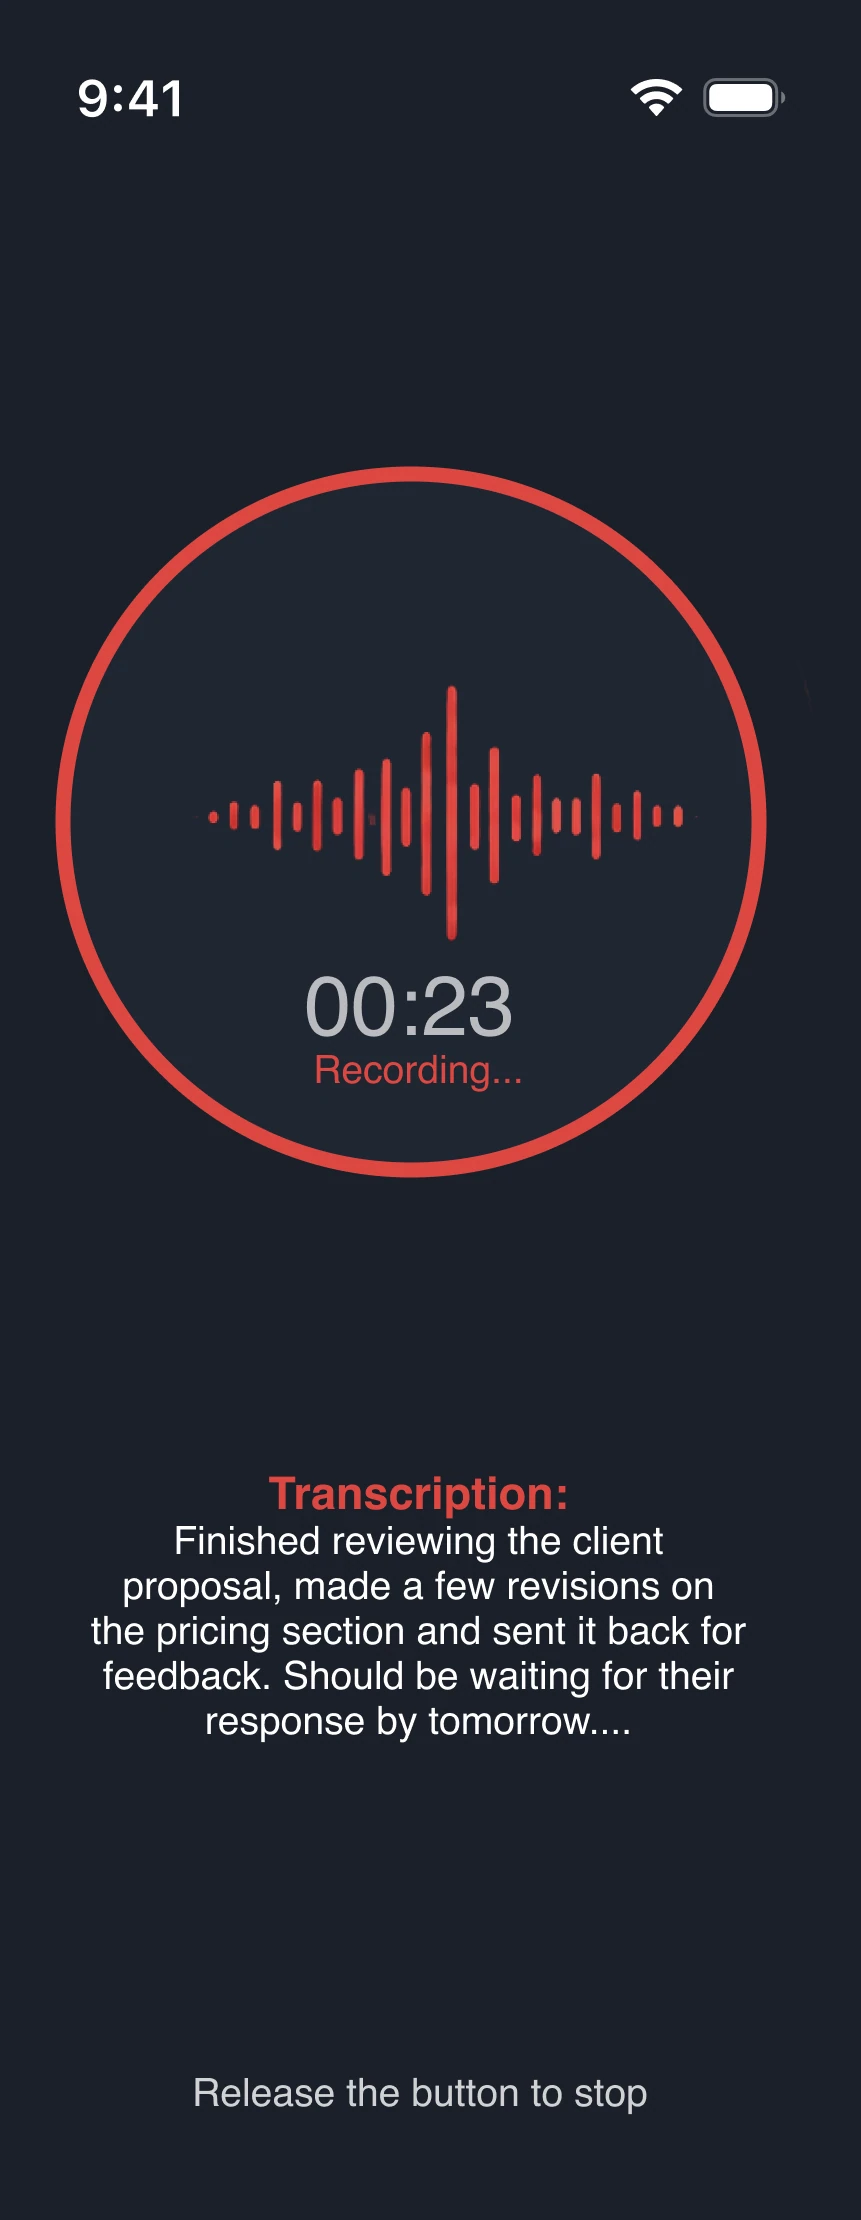 9:41
00:23
Recording...
Transcription:
Finished reviewing the client
proposal, made a few revisions on
the pricing section and sent it back for
feedback. Should be waiting for their
response by tomorrow....
Release the button to stop